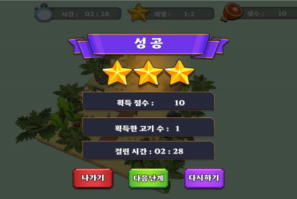 시간 : 02 : 28
레벨 : 1-2
점수 : 10
성공
획득 점수 : 10
획득한 고기 수 : 1
걸린 시간 : 02 : 28
나가기
다음단계
다시하기